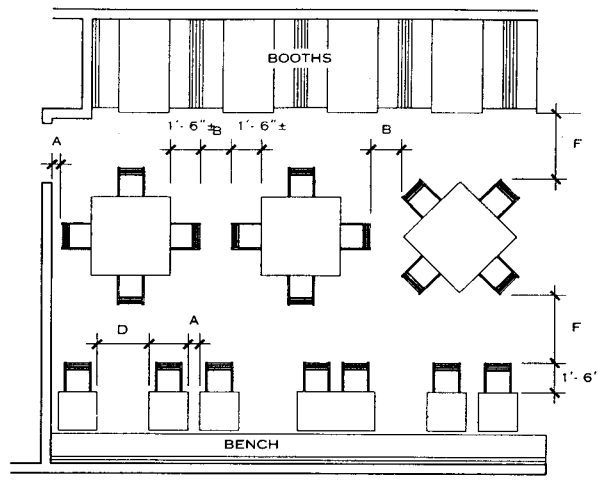 BOOTHS
1'- 6"± B 1'- 6"±
A B F
D A F
1'- 6'
BENCH